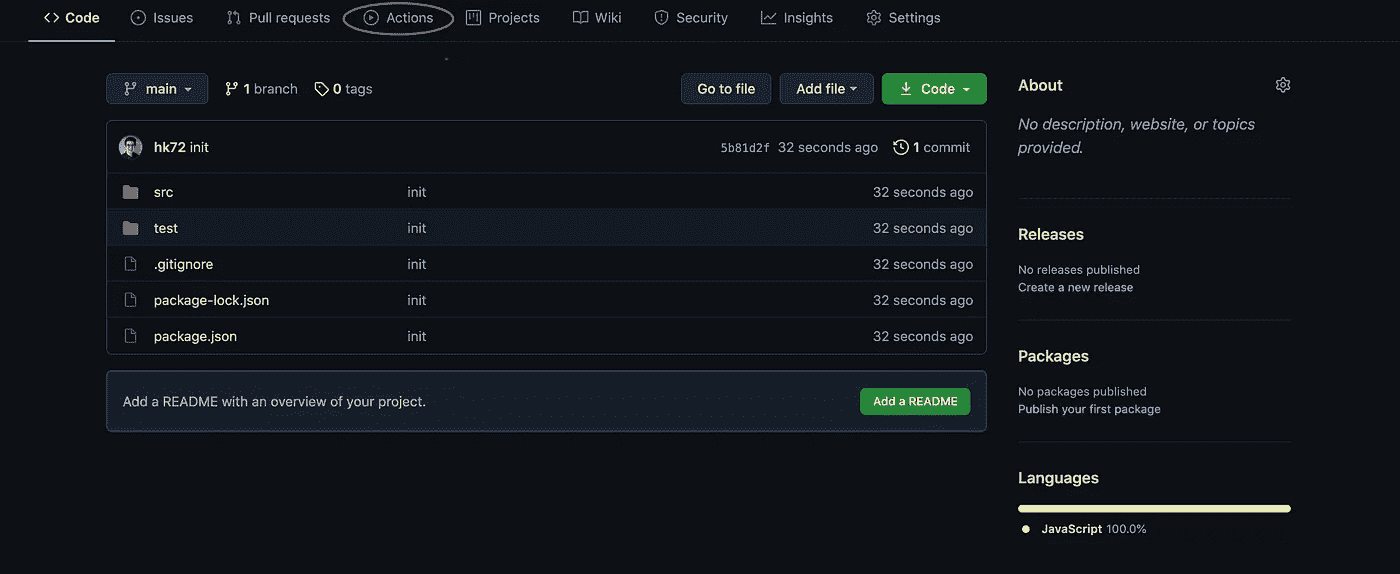 Code Issues Pull requests Actions Projects Wiki Security Insights Settings
main 1 branch 0 tags Go to file Add file Code
hk72 init 5b81d2f 32 seconds ago 1 commit
src init 32 seconds ago
test init 32 seconds ago
.gitignore init 32 seconds ago
package-lock.json init 32 seconds ago
package.json init 32 seconds ago
Add a README with an overview of your project. Add a README
About
No description, website, or topics
provided.
Releases
No releases published
Create a new release
Packages
No packages published
Publish your first package
Languages
JavaScript 100.0%